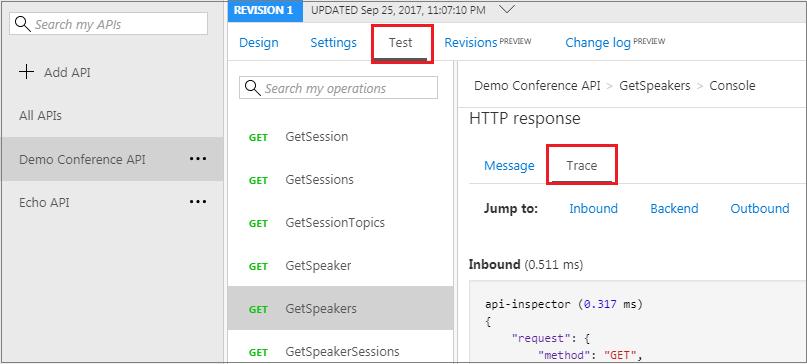 Search my APIs
Add API
All APIs
Demo Conference API
Echo API
REVISION 1 UPDATED Sep 25, 2017, 11:07:10 PM
Design Settings Test Revisions PREVIEW Change log PREVIEW
Search my operations
GET GetSession
GET GetSessions
GET GetSessionTopics
GET GetSpeaker
GET GetSpeakers
GET GetSpeakerSessions
Demo Conference API > GetSpeakers > Console
HTTP response
Message Trace
Jump to: Inbound Backend Outbound
Inbound (0.511 ms)
api-inspector (0.317 ms)
{
"request": {
"method": "GET",